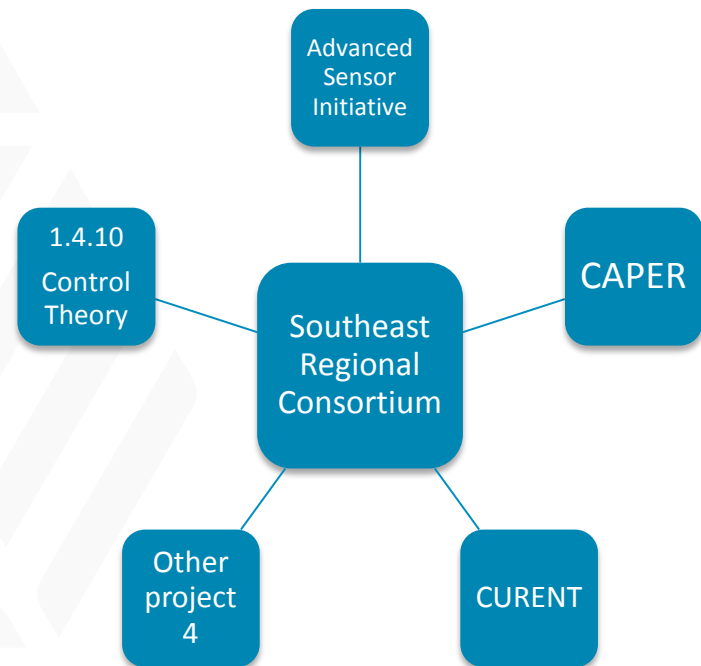 Advanced
Sensor
Initiative
1.4.10
Control
Theory
CAPER
Southeast
Regional
Consortium
Other
project
4
CURENT